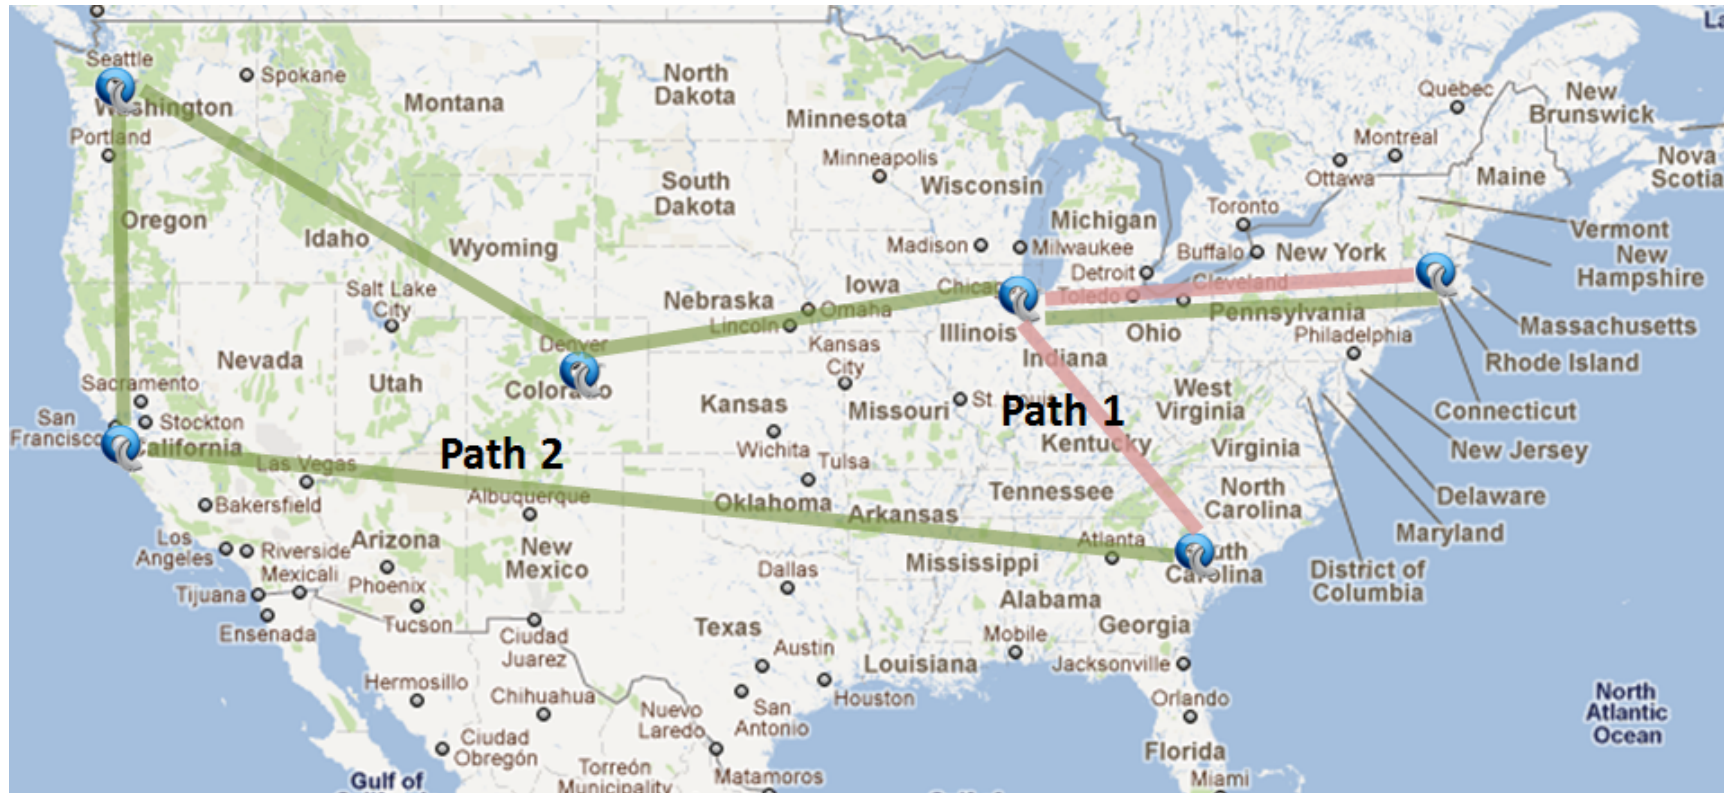 La
Seattle
Spokane
Washington
Portland
Montana
North
Dakota
Minnesota
Minneapolis
Wisconsin
South
Dakota
Oregon
Idaho
Wyoming
Michigan
Madison
Milwaukee
Detroit
Toledo
Cleveland
Toronto
Buffalo
New York
Ottawa
Montreal
Quebec
New
Brunswick
Maine
Nova
Scotia
Vermont
New
Hampshire
Massachusetts
Rhode Island
Connecticut
New Jersey
Delaware
Maryland
District of
Columbia
Salt Lake
City
Nebraska
Iowa
Omaha
Lincoln
Illinois
Indiana
Ohio
Pennsylvania
Philadelphia
Denver
Colorado
Kansas
City
Nevada
Utah
Sacramento
Stockton
San
Francisco
California
Kansas
Missouri
West
Virginia
Virginia
Kentucky
Path 1
Path 2
Wichita
Tulsa
Las Vegas
Bakersfield
Albuquerque
Oklahoma
Arkansas
Tennessee
North
Carolina
Los
Angeles
Riverside
Arizona
New
Mexico
Mexicali
Phoenix
Tijuana
Ensenada
Tucson
Ciudad
Juarez
Dallas
Mississippi
Atlanta
Carolina
Alabama
Georgia
Texas
Austin
Mobile
Louisiana
Jacksonville
Houston
San
Antonio
Orlando
Florida
Miami
Hermosillo
Chihuahua
Nuevo
Laredo
Ciudad
Obregón
Torreón
Municipality
Matamoros
Gulf of
North
Atlantic
Ocean